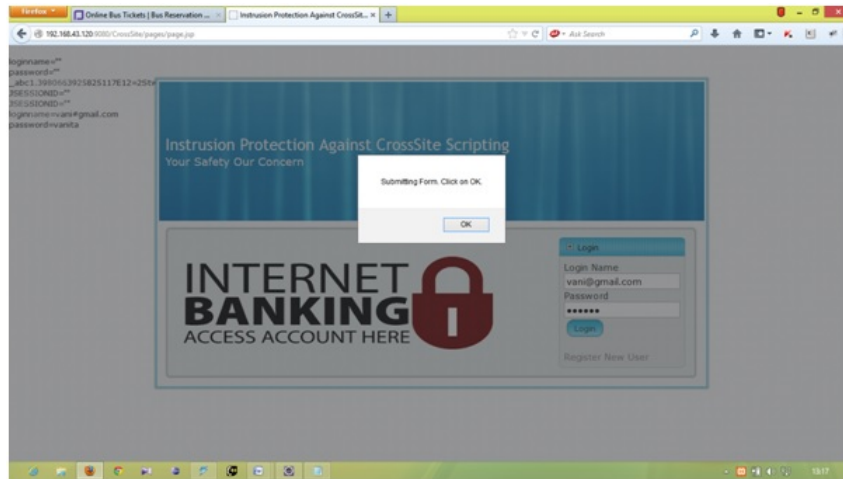 Firefox
Online Bus Tickets | Bus Reservation ...
Instrusion Protection Against CrossSit...
192.168.43.120:9080/CrossSite/pages/page.jsp
Ask Search
loginname=""
password=""
JSESSIONID=""
JSESSIONID=""
loginname=vani#gmail.com
password=vanita
Instrusion Protection Against CrossSite Scripting
Your Safety Our Concern
Submitting Form. Click on OK.
OK
Login
Login Name
vani@gmail.com
Password
••••••
Login
Register New User
INTERNET
BANKING
ACCESS ACCOUNT HERE
15:17